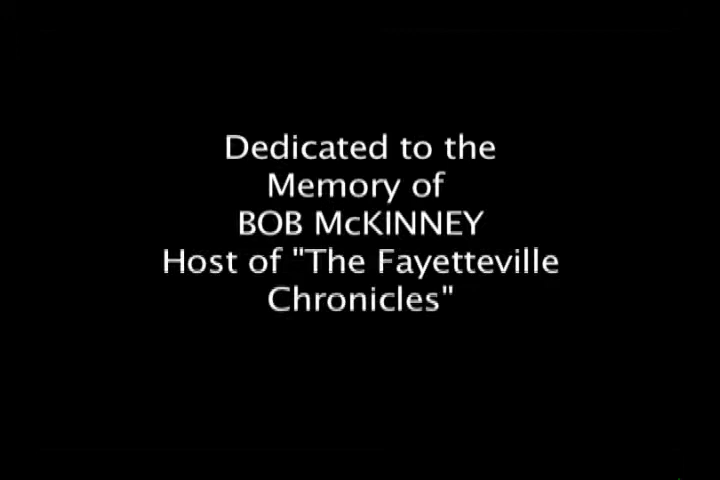 Dedicated to the
Memory of
BOB McKINNEY
Host of "The Fayetteville
Chronicles"